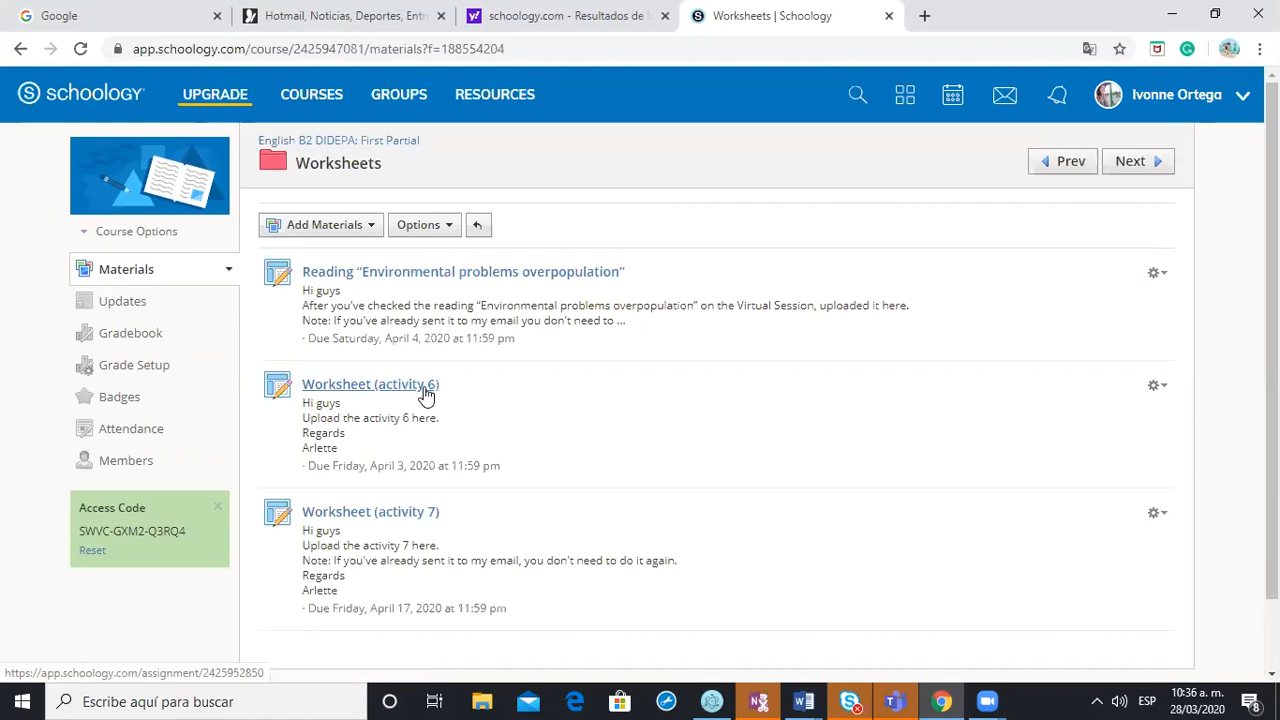 Google
Hotmail, Noticias, Deportes, Entre
schoology.com - Resultados de
Worksheets | Schoology
app.schoology.com/course/2425947081/materials?f=188554204
S schoology
UPGRADE
COURSES
GROUPS
RESOURCES
Ivonne Ortega
English B2 DIDEPA: First Partial
Worksheets
Prev
Next
Course Options
Add Materials
Options
Materials
Updates
Gradebook
Grade Setup
Badges
Attendance
Members
Access Code
SWVC-GXM2-Q3RQ4
Reset
Reading “Environmental problems overpopulation”
Hi guys
After you've checked the reading “Environmental problems overpopulation” on the Virtual Session, uploaded it here.
Note: If you've already sent it to my email you don't need to ...
· Due Saturday, April 4, 2020 at 11:59 pm
Worksheet (activity 6)
Hi guys
Upload the activity 6 here.
Regards
Arlette
· Due Friday, April 3, 2020 at 11:59 pm
Worksheet (activity 7)
Hi guys
Upload the activity 7 here.
Note: If you've already sent it to my email, you don't need to do it again.
Regards
Arlette
· Due Friday, April 17, 2020 at 11:59 pm
https://app.schoology.com/assignment/2425952850
Escribe aquí para buscar
ESP
10:36 a. m.
28/03/2020
8